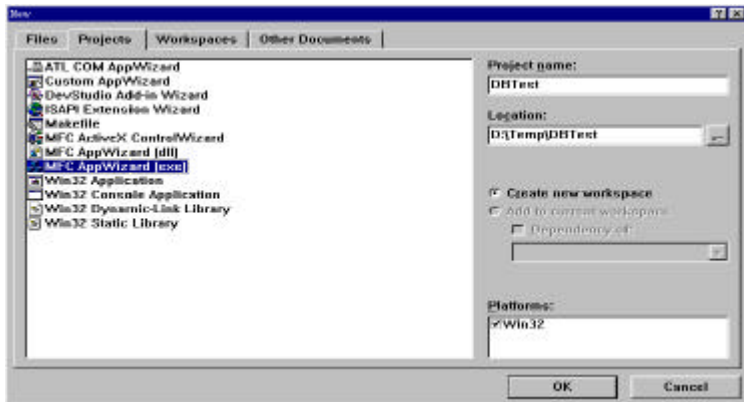 New
Files
Projects
Workspaces
Other Documents
ATL COM AppWizard
Custom AppWizard
DevStudio Add-in Wizard
ISAPI Extension Wizard
Makefile
MFC ActiveX ControlWizard
MFC AppWizard (dll)
MFC AppWizard (exe)
Win32 Application
Win32 Console Application
Win32 Dynamic-Link Library
Win32 Static Library
Project name:
DBTest
Location:
D:\Temp\DBTest
...
Create new workspace
Add to current workspace
Dependency of:
Platforms:
Win32
OK
Cancel